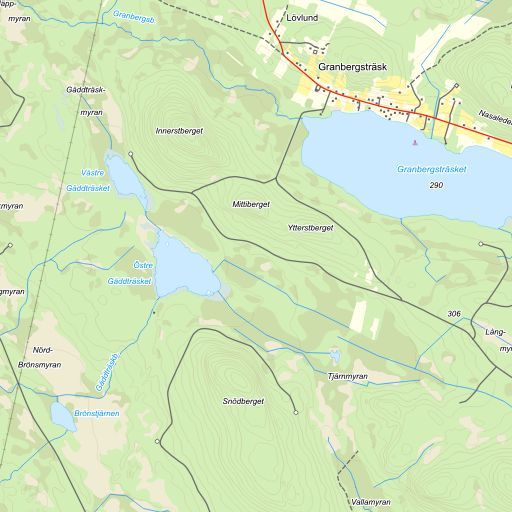 myran
Granbergsb
Lövlund
Granbergsträsk
Gäddträsk-
myran
Nasaleden
Innerstberget
Västre
Gäddträsket
Granbergsträsket
290
Mittiberget
Ytterstberget
Östre
Gäddträsket
306
Lång-
Nörd-
Brönsmyran
Gäddträskb.
Tjärnmyran
Snödberget
Brönstjärnen
Vallamyran